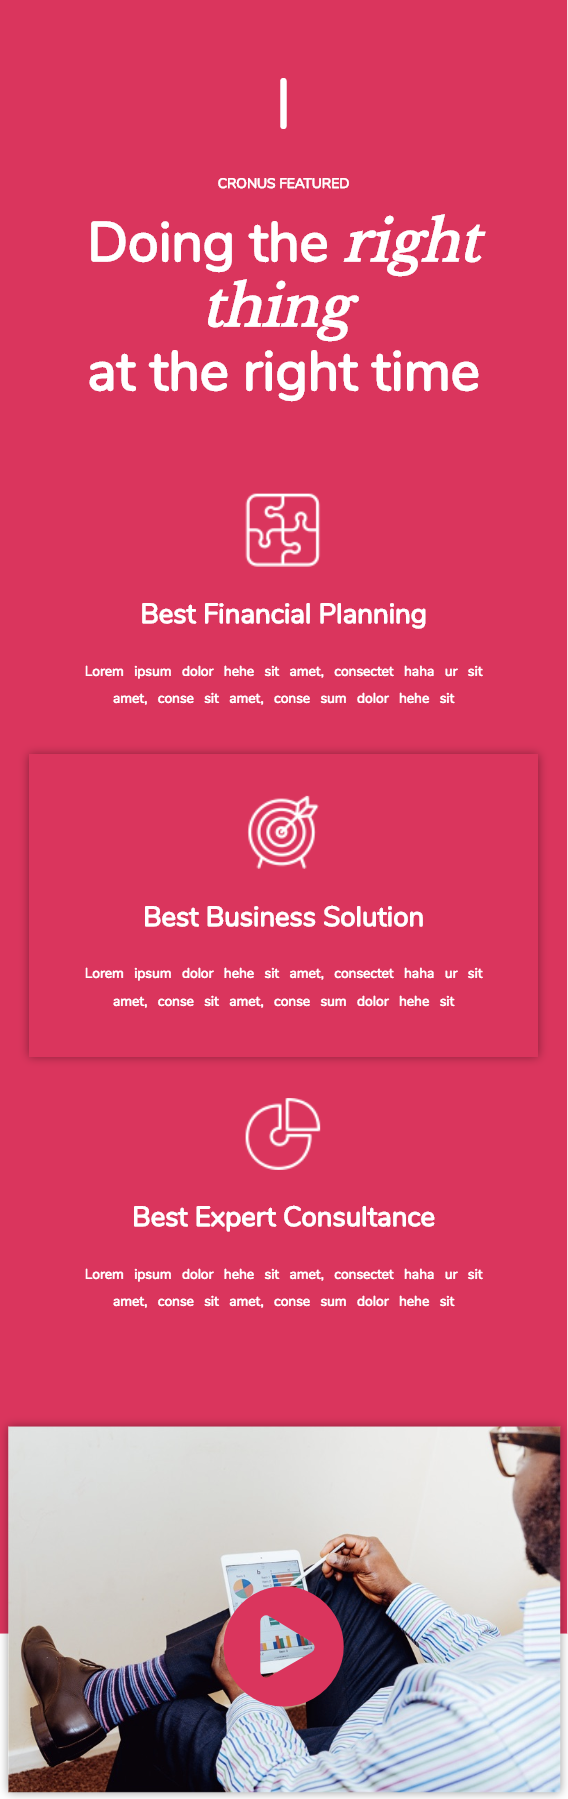 CRONUS FEATURED
Doing the right
thing
at the right time
Best Financial Planning
Lorem ipsum dolor hehe sit amet, consectet haha ur sit
amet, conse sit amet, conse sum dolor hehe sit
Best Business Solution
Lorem ipsum dolor hehe sit amet, consectet haha ur sit
amet, conse sit amet, conse sum dolor hehe sit
Best Expert Consultance
Lorem ipsum dolor hehe sit amet, consectet haha ur sit
amet, conse sit amet, conse sum dolor hehe sit